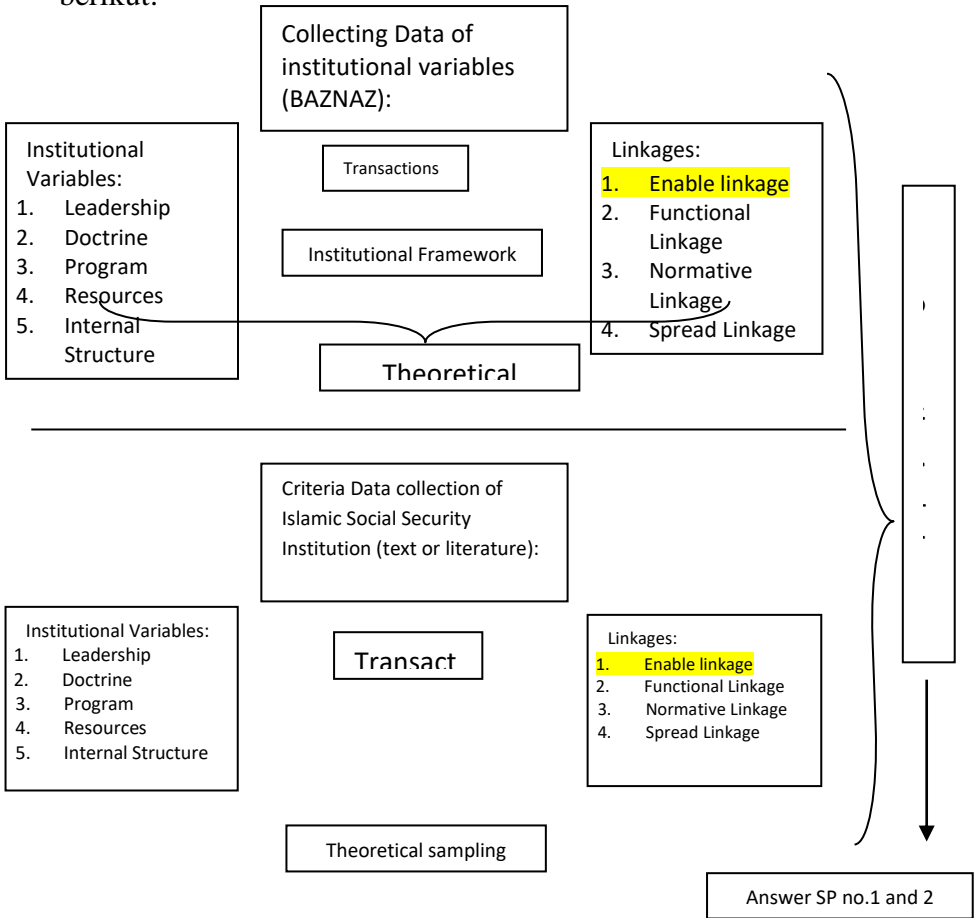 berikut:
Collecting Data of
institutional variables
(BAZNAZ):
Institutional
Variables:
1. Leadership
2. Doctrine
3. Program
4. Resources
5. Internal
Structure
Transactions
Institutional Framework
Linkages:
1. Enable linkage
2. Functional
Linkage
3. Normative
Linkage
4. Spread Linkage
Theoretical
Criteria Data collection of
Islamic Social Security
Institution (text or literature):
Institutional Variables:
1. Leadership
2. Doctrine
3. Program
4. Resources
5. Internal Structure
Transact
Linkages:
1. Enable linkage
2. Functional Linkage
3. Normative Linkage
4. Spread Linkage
Theoretical sampling
Answer SP no.1 and 2